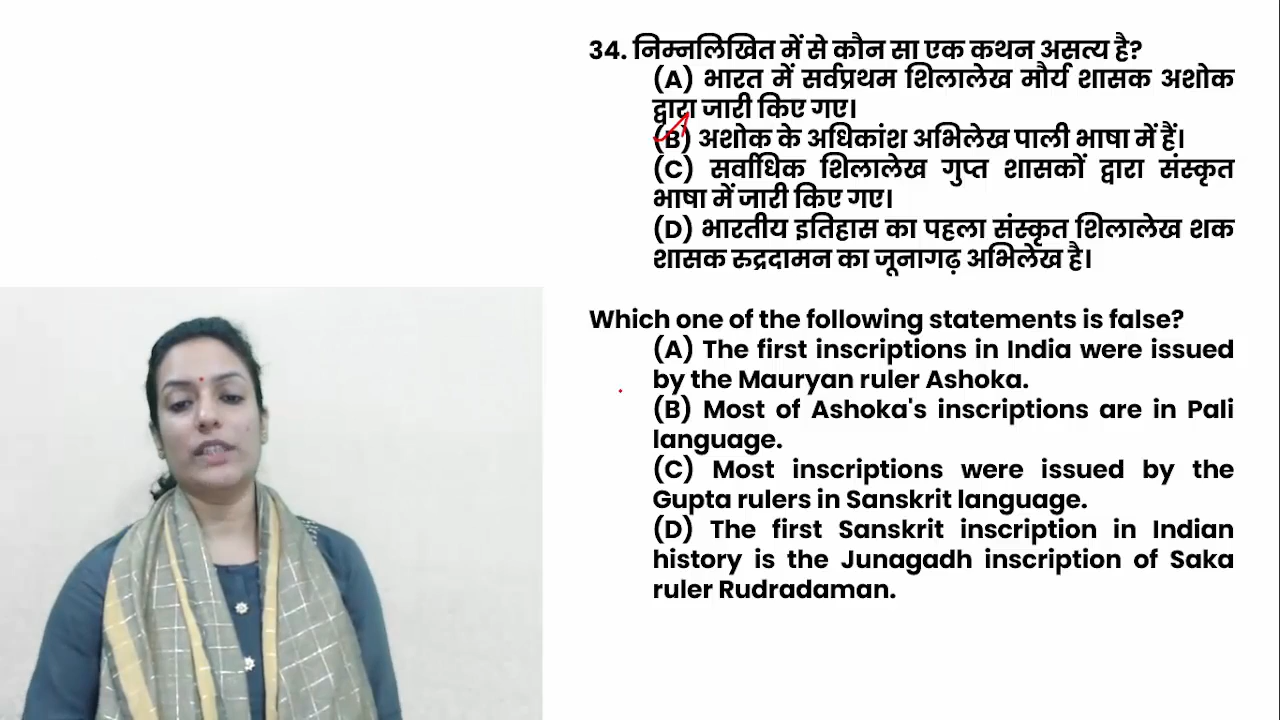 34. निम्नलिखित में से कौन सा एक कथन असत्य है?
(A) भारत में सर्वप्रथम शिलालेख मौर्य शासक अशोक
द्वारा जारी किए गए।
(B) अशोक के अधिकांश अभिलेख पाली भाषा में हैं।
(C) सर्वाधिक शिलालेख गुप्त शासकों द्वारा संस्कृत
भाषा में जारी किए गए।
(D) भारतीय इतिहास का पहला संस्कृत शिलालेख शक
शासक रुद्रदामन का जूनागढ़ अभिलेख है।
Which one of the following statements is false?
(A) The first inscriptions in India were issued
by the Mauryan ruler Ashoka.
(B) Most of Ashoka's inscriptions are in Pali
language.
(C) Most inscriptions were issued by the
Gupta rulers in Sanskrit language.
(D) The first Sanskrit inscription in Indian
history is the Junagadh inscription of Saka
ruler Rudradaman.